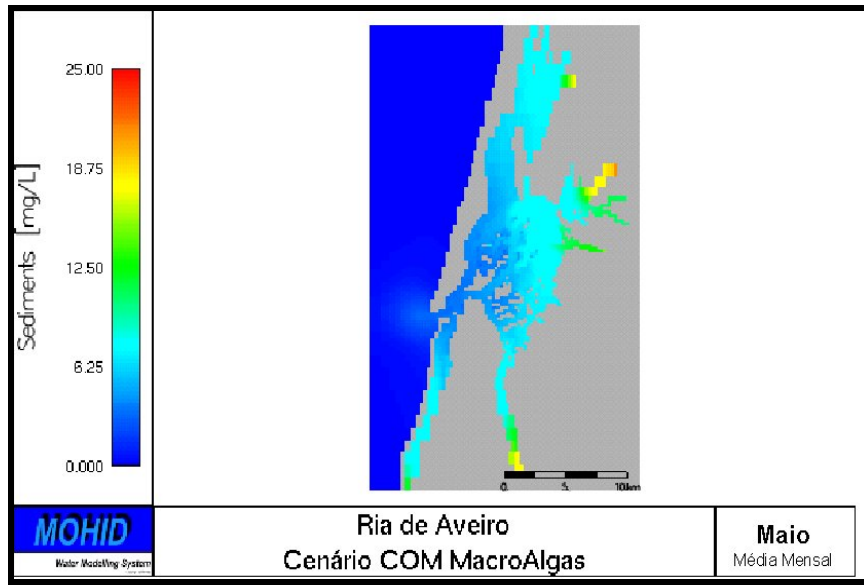 25.00
18.75
12.50
6.25
0.000
Sediments [mg/L]
0. 5. 10km
MOHID
Water Modelling System
Ria de Aveiro
Cenário COM MacroAlgas
Maio
Média Mensal